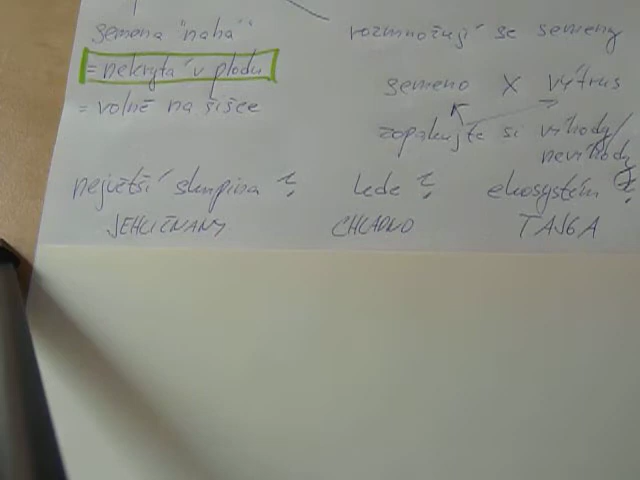 semena "nahá"
= nekrytá v plodu
= volně na šišce
rozmnožují se semeny
semeno X výtrus
zopakujte si výhody/
nevýhody
největší skupina ?
JEHLIČNANY
kde ?
CHLADNO
ekosystém ?
TAJGA